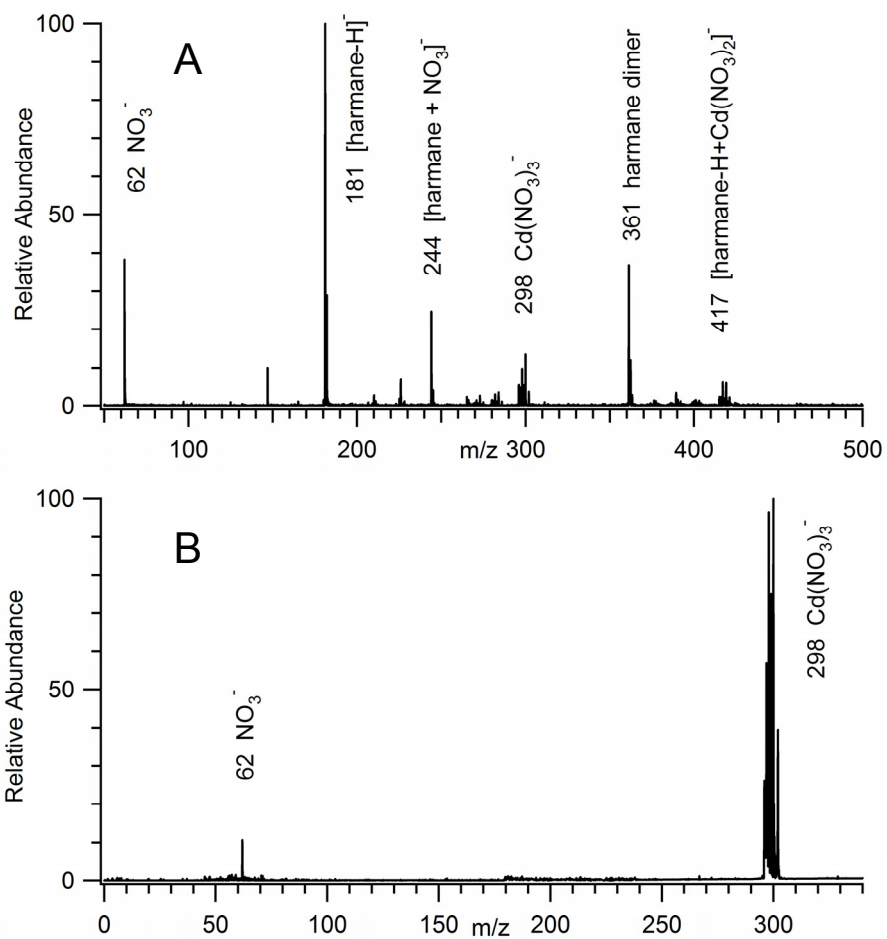 A
Relative Abundance
100
50
0
62 NO₃⁻
181 [harmane-H]⁻
244 [harmane + NO₃]⁻
298 Cd(NO₃)₃⁻
361 harmane dimer
417 [harmane-H+Cd(NO₃)₂]⁻
100 200 m/z 300 400 500
B
Relative Abundance
100
50
0
62 NO₃⁻
298 Cd(NO₃)₃⁻
0 50 100 150 m/z 200 250 300